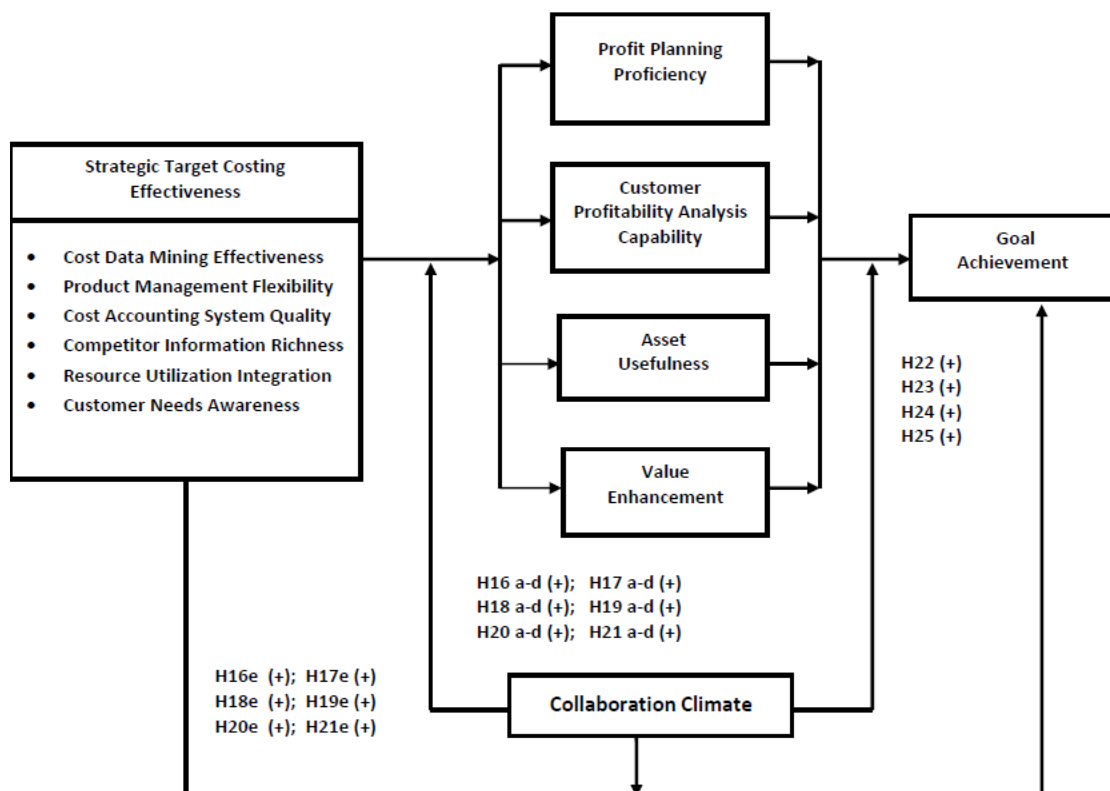 Profit Planning
Proficiency
Strategic Target Costing
Effectiveness
• Cost Data Mining Effectiveness
• Product Management Flexibility
• Cost Accounting System Quality
• Competitor Information Richness
• Resource Utilization Integration
• Customer Needs Awareness
Customer
Profitability Analysis
Capability
Asset
Usefulness
Value
Enhancement
Goal
Achievement
H22 (+)
H23 (+)
H24 (+)
H25 (+)
H16 a-d (+); H17 a-d (+)
H18 a-d (+) H19 a-d (+)
H20 a-d (+); H21 a-d (+)
H16e (+); H17e (+)
H18e (+); H19e (+)
H20e (+); H21e (+)
Collaboration Climate